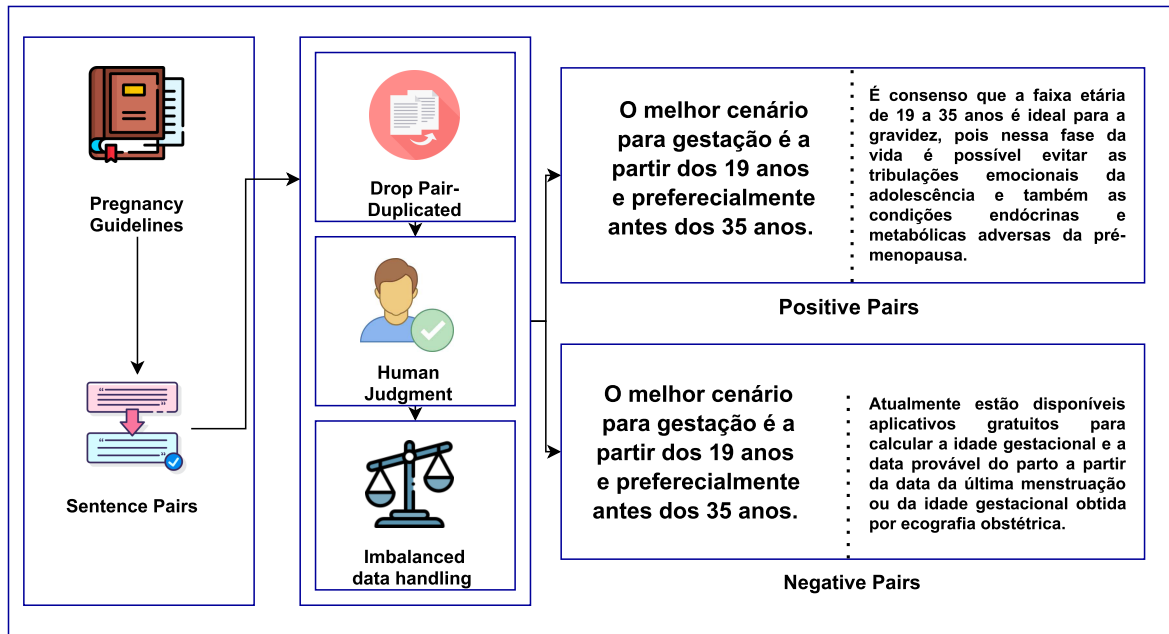 Pregnancy
Guidelines
Sentence Pairs
Drop Pair-
Duplicated
Human
Judgment
Imbalanced
data handling
O melhor cenário
para gestação é a
partir dos 19 anos
e preferecialmente
antes dos 35 anos.
É consenso que a faixa etária
de 19 a 35 anos é ideal para a
gravidez, pois nessa fase da
vida é possível evitar as
tribulações emocionais da
adolescência e também as
condições endócrinas e
metabólicas adversas da pré-
menopausa.
Positive Pairs
O melhor cenário
para gestação é a
partir dos 19 anos
e preferecialmente
antes dos 35 anos.
Atualmente estão disponíveis
aplicativos gratuitos para
calcular a idade gestacional e a
data provável do parto a partir
da data da última menstruação
ou da idade gestacional obtida
por ecografia obstétrica.
Negative Pairs